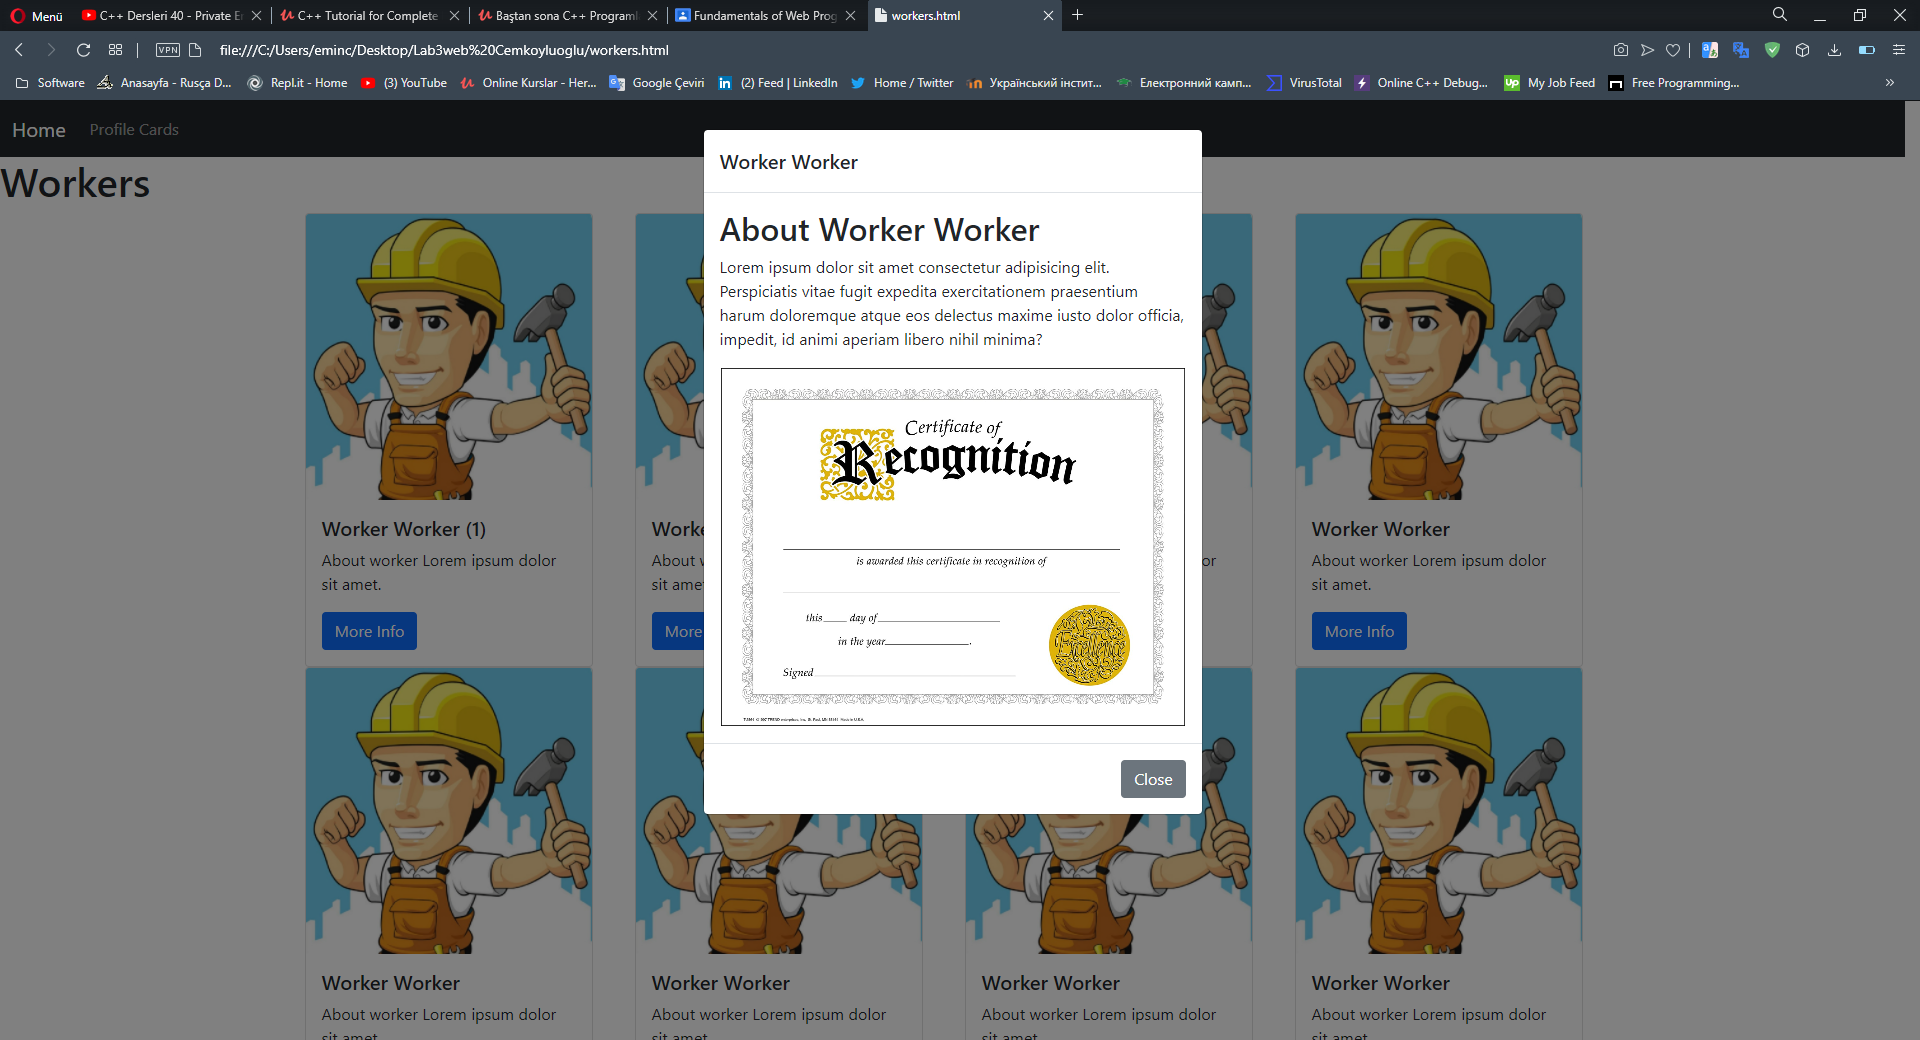 Menü
C++ Dersleri 40 - Private E
C++ Tutorial for Complete
Baştan sona C++ Programl
Fundamentals of Web Prog
workers.html
VPN
file:///C:/Users/eminc/Desktop/Lab3web%20Cemkoyluoglu/workers.html
Software
Anasayfa - Rusça D...
RepLit - Home
(3) YouTube
Online Kurslar - Her...
Google Çeviri
(2) Feed | LinkedIn
Home / Twitter
Український інстит...
Електронний камп...
VirusTotal
Online C++ Debug...
My Job Feed
Free Programming...
Home
Profile Cards
Workers
Worker Worker
About Worker Worker
Lorem ipsum dolor sit amet consectetur adipisicing elit.
Perspiciatis vitae fugit expedita exercitationem praesentium
harum doloremque atque eos delectus maxime iusto dolor officia,
impedit, id animi aperiam libero nihil minima?
Certificate of
Recognition
is awarded this certificate in recognition of
this____ day of
in the year
Signed
Close
Worker Worker (1)
About worker Lorem ipsum dolor
sit amet.
More Info
Worke
About w
sit ame
More
or
Worker Worker
About worker Lorem ipsum dolor
sit amet.
More Info
Worker Worker
About worker Lorem ipsum dolor
sit amet.
Worker Worker
About worker Lorem ipsum dolor
sit amet.
Worker Worker
About worker Lorem ipsum dolor
sit amet.
Worker Worker
About worker Lorem ipsum dolor
sit amet.